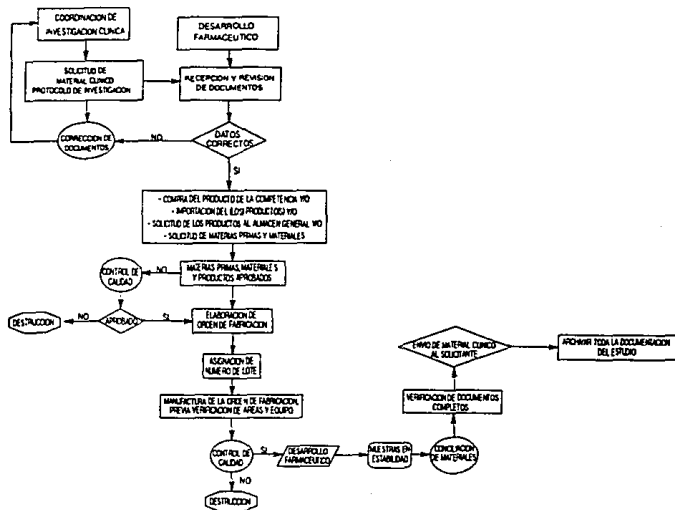 COORDINACION DE
INVESTIGACION CLINICA
DESARROLLO
FARMACEUTICO
SOLICITUD DE
MATERIAL CLINICO
PROTOCOLO DE INVESTIGACION
RECEPCION Y REVISION
DE DOCUMENTOS
CORRECCION DE
DOCUMENTOS
NO
DATOS
CORRECTOS
SI
- COMPRA DEL PRODUCTO DE LA COMPETENCIA Y/O
- IMPORTACION DEL (LOS) PRODUCTO(S) Y/O
- SOLICITUD DE LOS PRODUCTOS AL ALMACEN GENERAL Y/O
- SOLICITUD DE MATERIAS PRIMAS Y MATERIALES
CONTROL DE
CALIDAD
NO
MATERIAS PRIMAS, MATERIALES
Y PRODUCTOS APROBADOS
DESTRUCCION
NO
APROBADO
SI
ELABORACION DE
ORDEN DE FABRICACION
ASIGNACION
DE NUMERO DE LOTE
MANUFACTURA DE LA ORDEN DE FABRICACION,
PREVIA VERIFICACION DE AREAS Y EQUIPO
CONTROL DE
CALIDAD
SI
NO
DESTRUCCION
DESARROLLO
FARMACEUTICO
MUESTRAS EN
ESTABILIDAD
CONCILIACION
DE MATERIALES
VERIFICACION DE DOCUMENTOS
COMPLETOS
ENVIO DE MATERIAL CLINICO
AL SOLICITANTE
ARCHIVAR TODA LA DOCUMENTACION
DEL ESTUDIO